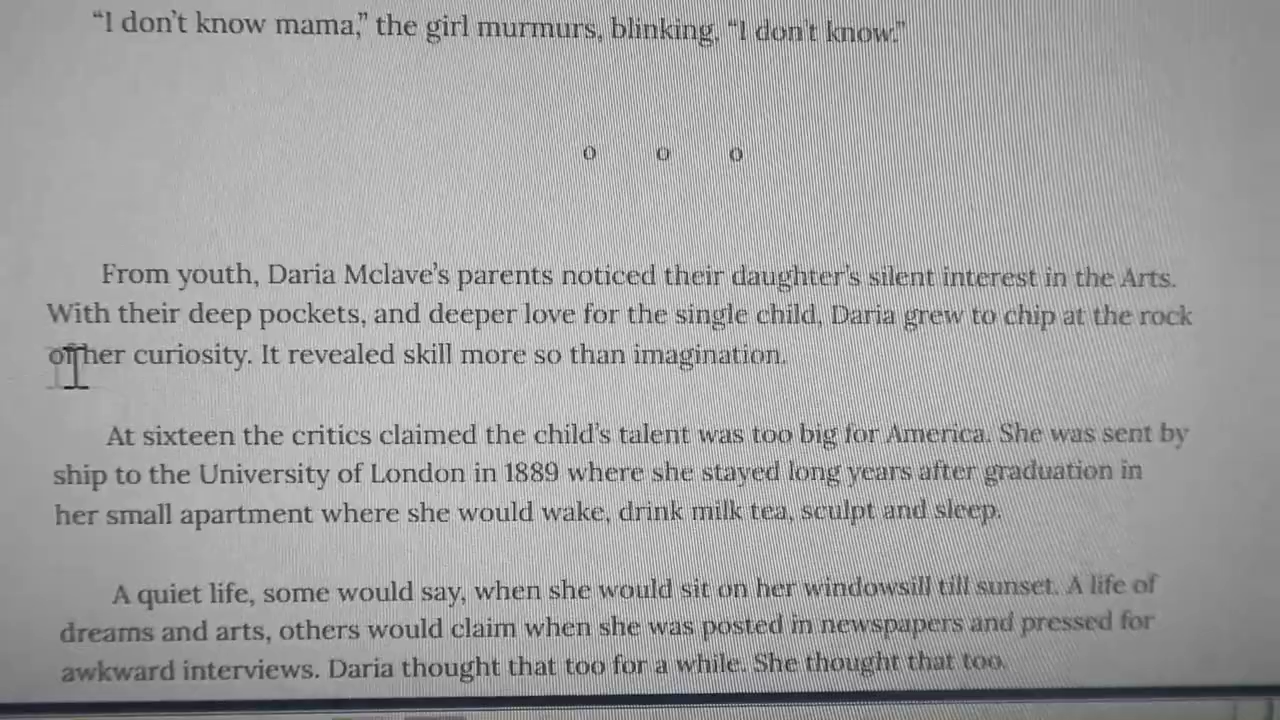 “I don’t know mama,” the girl murmurs, blinking, “I don’t know.”
o o o
From youth, Daria Mclave’s parents noticed their daughter’s silent interest in the Arts.
With their deep pockets, and deeper love for the single child, Daria grew to chip at the rock
of her curiosity. It revealed skill more so than imagination.
At sixteen the critics claimed the child’s talent was too big for America. She was sent by
ship to the University of London in 1889 where she stayed long years after graduation in
her small apartment where she would wake, drink milk tea, sculpt and sleep.
A quiet life, some would say, when she would sit on her windowsill till sunset. A life of
dreams and arts, others would claim when she was posted in newspapers and pressed for
awkward interviews. Daria thought that too for a while. She thought that too.